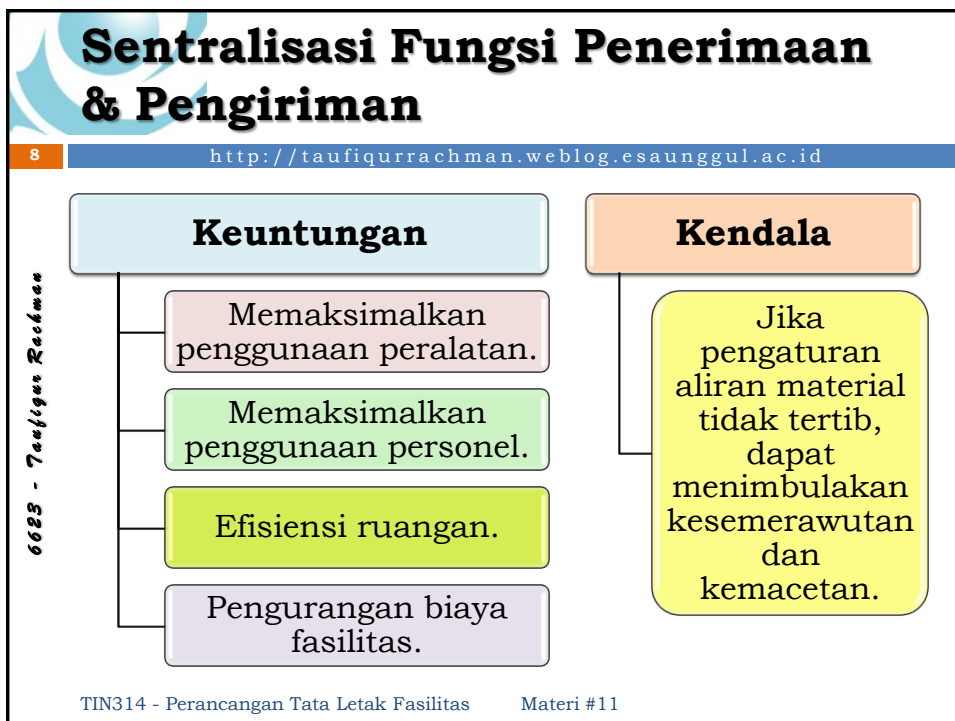 Sentralisasi Fungsi Penerimaan
& Pengiriman
8
http://taufiqurrachman.weblog.esaunggul.ac.id
6623 - Taufiqur Rachman
Keuntungan
Memaksimalkan
penggunaan peralatan.
Memaksimalkan
penggunaan personel.
Efisiensi ruangan.
Pengurangan biaya
fasilitas.
Kendala
Jika
pengaturan
aliran material
tidak tertib,
dapat
menimbulakan
kesemerawutan
dan
kemacetan.
TIN314 - Perancangan Tata Letak Fasilitas Materi #11